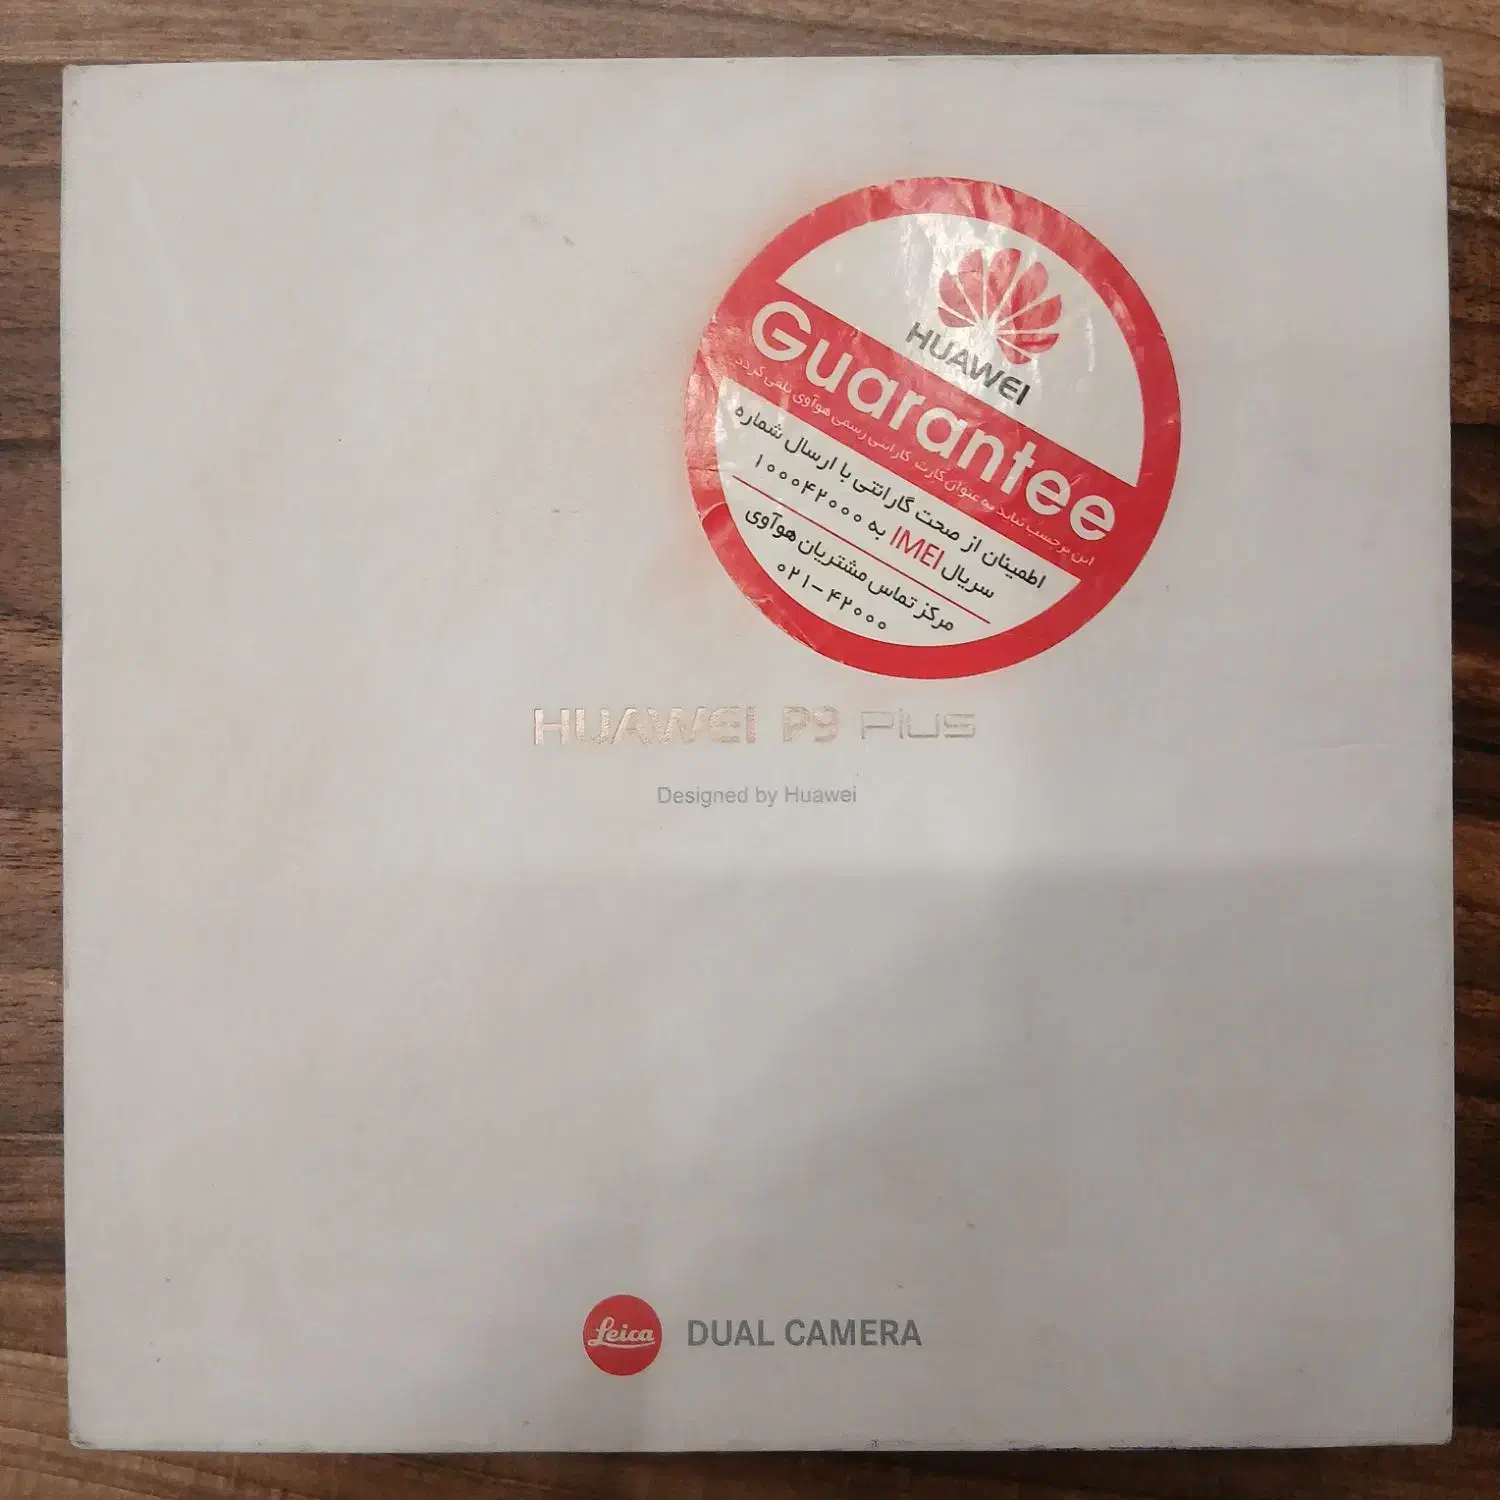 HUAWEI
Guarantee
این برچسب نباید به عنوان کارت گارانتی رسمی هوآوی تلقی گردد
اطمینان از صحت گارانتی با ارسال شماره
سریال IMEI به ۱۰۰۰۴۲۰۰۰
مرکز تماس مشتریان هوآوی
۰۲۱-۴۲۰۰۰
HUAWEI P9 Plus
Designed by Huawei
Leica DUAL CAMERA